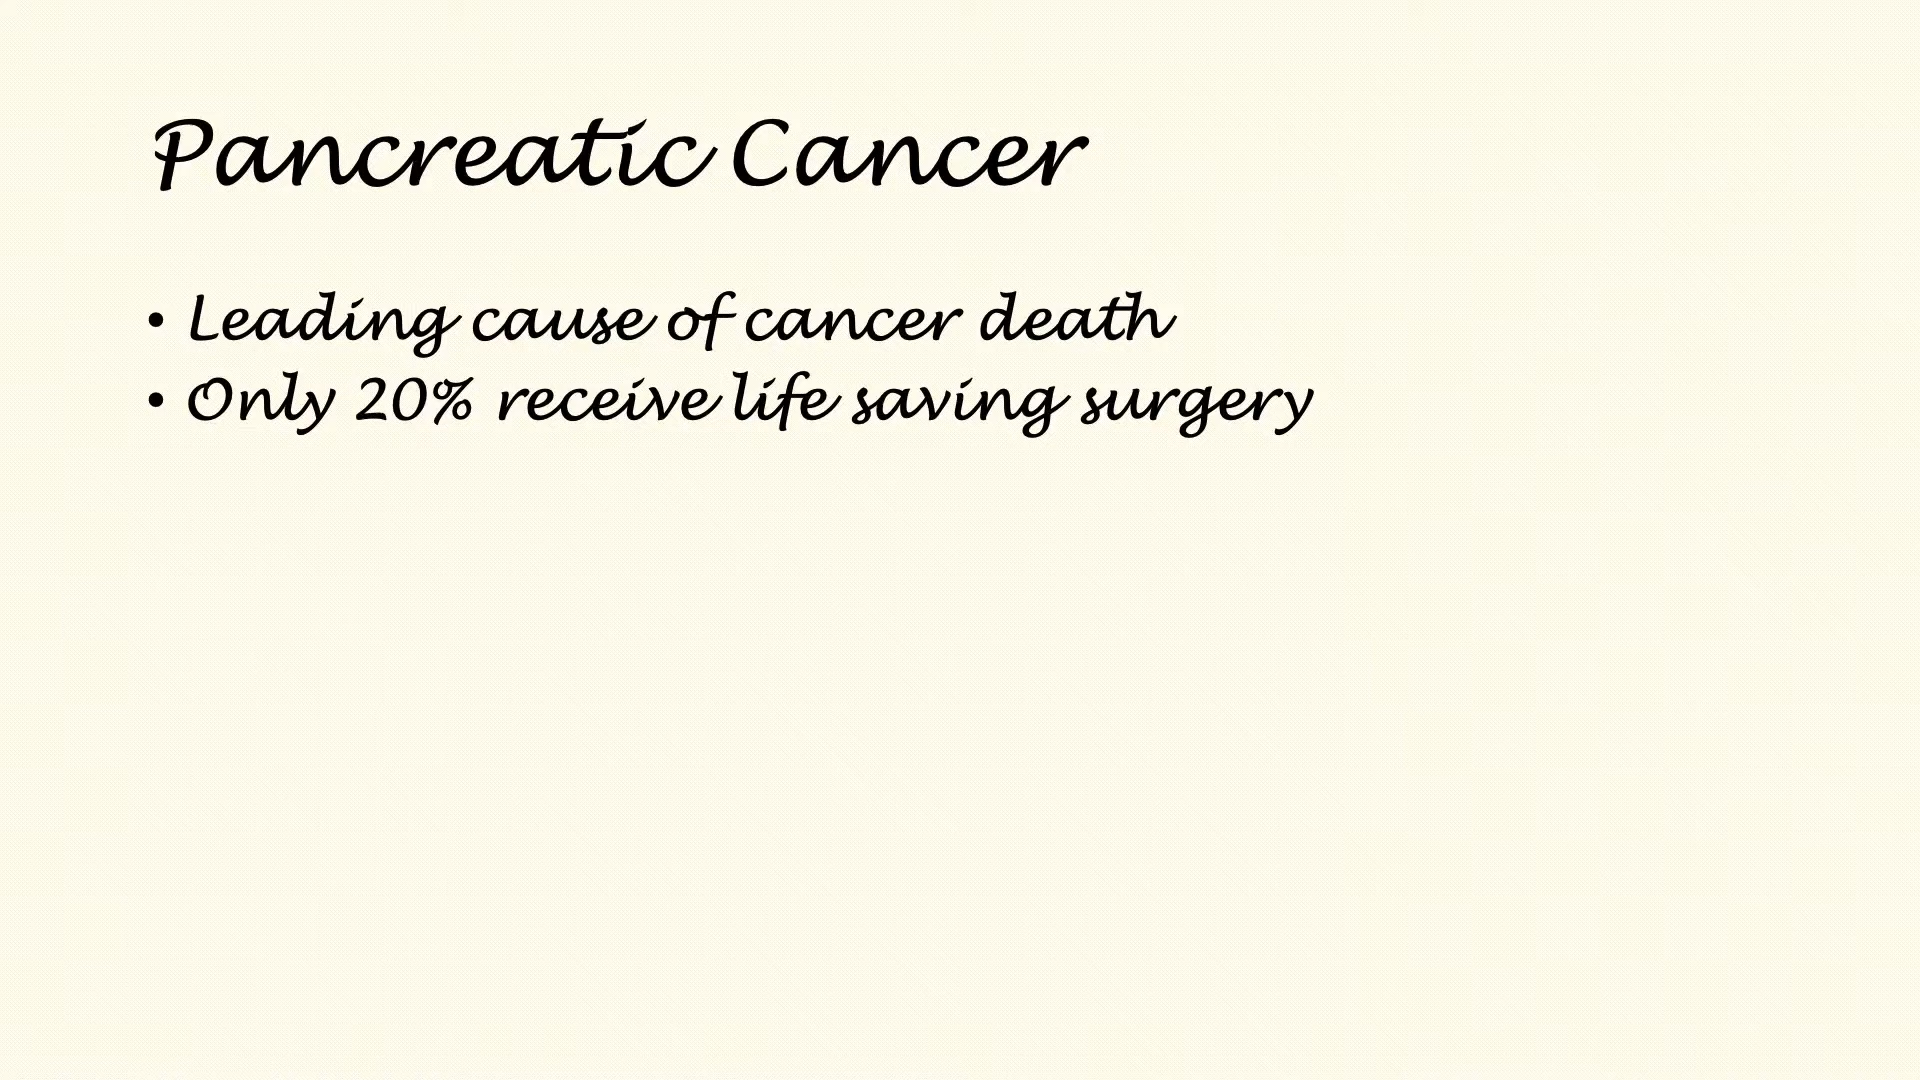 Pancreatic Cancer
• Leading cause of cancer death
• Only 20% receive life saving surgery